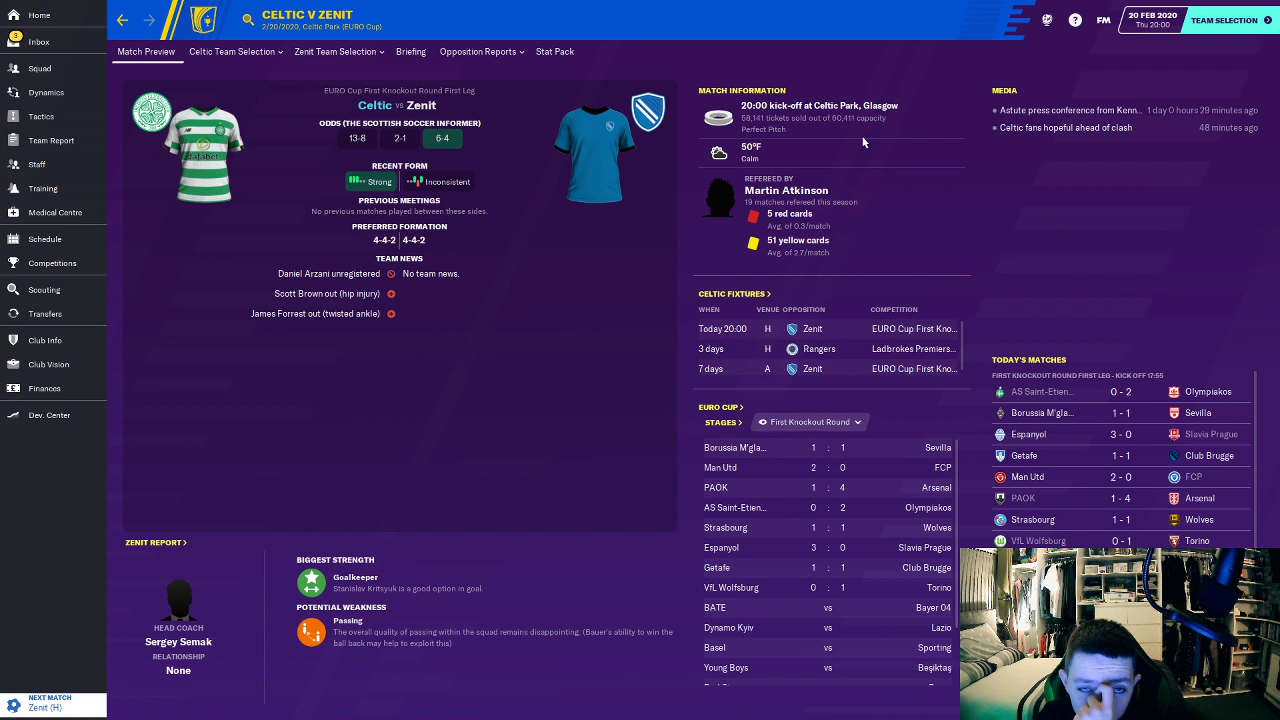 CELTIC V ZENIT
2/20/2020, Celtic Park (EURO Cup)
FM
20 FEB 2020
Thu 20:00
TEAM SELECTION
3
Inbox
Squad
Dynamics
Tactics
Team Report
Staff
Training
Medical Centre
Schedule
Competitions
Scouting
Transfers
Club Info
Club Vision
Finances
Dev. Center
NEXT MATCH
Zenit (H)
Match Preview
Celtic Team Selection
Zenit Team Selection
Briefing
Opposition Reports
Stat Pack
EURO Cup First Knockout Round First Leg
Celtic vs Zenit
ODDS (THE SCOTTISH SOCCER INFORMER)
13-8 2-1 6-4
RECENT FORM
Strong Inconsistent
PREVIOUS MEETINGS
No previous matches played between these sides.
PREFERRED FORMATION
4-4-2 4-4-2
TEAM NEWS
Daniel Arzani unregistered No team news.
Scott Brown out (hip injury)
James Forrest out (twisted ankle)
ZENIT REPORT
HEAD COACH
Sergey Semak
RELATIONSHIP
None
BIGGEST STRENGTH
Goalkeeper
Stanislav Kritsyuk is a good option in goal.
POTENTIAL WEAKNESS
Passing
The overall quality of passing within the squad remains disappointing. (Bauer's ability to win the
ball back may help to exploit this)
MATCH INFORMATION
20:00 kick-off at Celtic Park, Glasgow
58,141 tickets sold out of 60,411 capacity
Perfect Pitch
50°F
Calm
REFEREED BY
Martin Atkinson
19 matches refereed this season
5 red cards
Avg. of 0.3/match
51 yellow cards
Avg. of 2.7/match
CELTIC FIXTURES
WHEN VENUE OPPOSITION COMPETITION
Today 20:00 H Zenit EURO Cup First Kno...
3 days H Rangers Ladbrokes Premiers...
7 days A Zenit EURO Cup First Kno...
EURO CUP
STAGES First Knockout Round
Borussia M'gla... 1 : 1 Sevilla
Man Utd 2 : 0 FCP
PAOK 1 : 4 Arsenal
AS Saint-Etien... 0 : 2 Olympiakos
Strasbourg 1 : 1 Wolves
Espanyol 3 : 0 Slavia Prague
Getafe 1 : 1 Club Brugge
VfL Wolfsburg 0 : 1 Torino
BATE vs Bayer 04
Dynamo Kyiv vs Lazio
Basel vs Sporting
Young Boys vs Beşiktaş
MEDIA
Astute press conference from Kenn... 1 day 0 hours 29 minutes ago
Celtic fans hopeful ahead of clash 48 minutes ago
TODAY'S MATCHES
FIRST KNOCKOUT ROUND FIRST LEG - KICK OFF 17:55
AS Saint-Etien... 0 - 2 Olympiakos
Borussia M'gla... 1 - 1 Sevilla
Espanyol 3 - 0 Slavia Prague
Getafe 1 - 1 Club Brugge
Man Utd 2 - 0 FCP
PAOK 1 - 4 Arsenal
Strasbourg 1 - 1 Wolves
VfL Wolfsburg 0 - 1 Torino